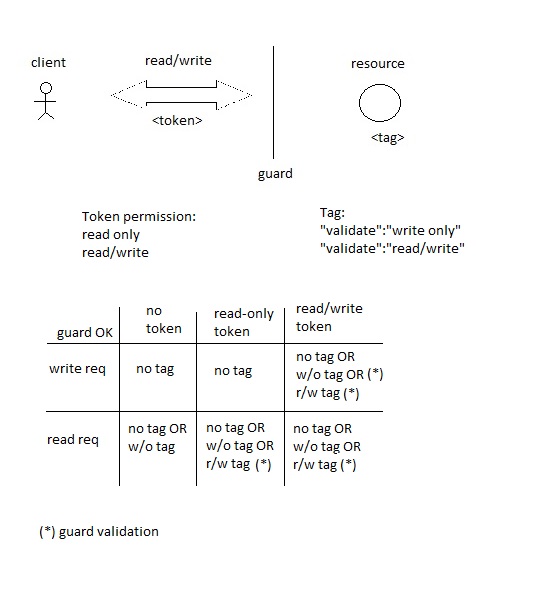 client
read/write
resource
<token>
<tag>
guard
Token permission:
read only
read/write
Tag:
"validate":"write only"
"validate":"read/write"
guard OK
no
token
read-only
token
read/write
token
write req
no tag
no tag
no tag OR
w/o tag OR (*)
r/w tag (*)
read req
no tag OR
w/o tag
no tag OR
w/o tag OR
r/w tag (*)
no tag OR
w/o tag OR
r/w tag (*)
(*) guard validation